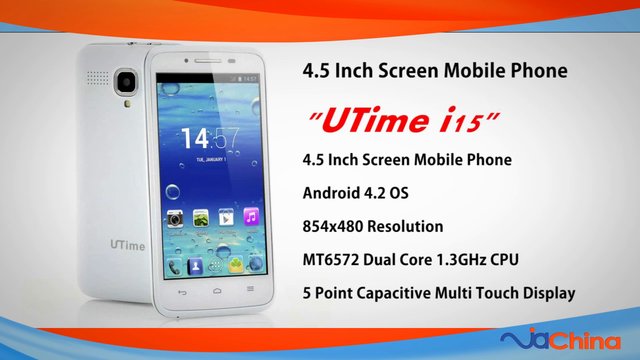 4.5 Inch Screen Mobile Phone
"UTime i15"
4.5 Inch Screen Mobile Phone
Android 4.2 OS
854x480 Resolution
MT6572 Dual Core 1.3GHz CPU
5 Point Capacitive Multi Touch Display
14:57
TUE, JANUARY 1
UTime
viaChina